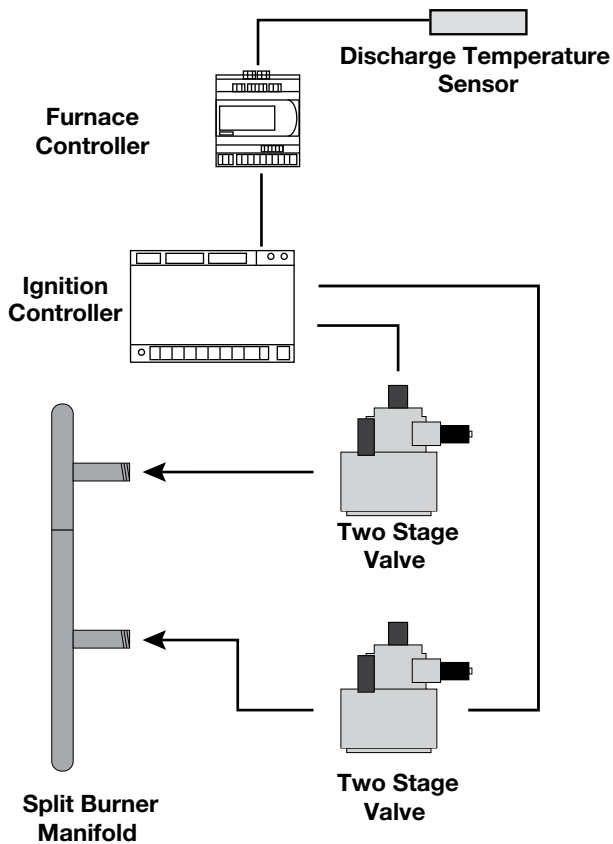 Discharge Temperature
Sensor
Furnace
Controller
Ignition
Controller
Two Stage
Valve
Two Stage
Valve
Split Burner
Manifold